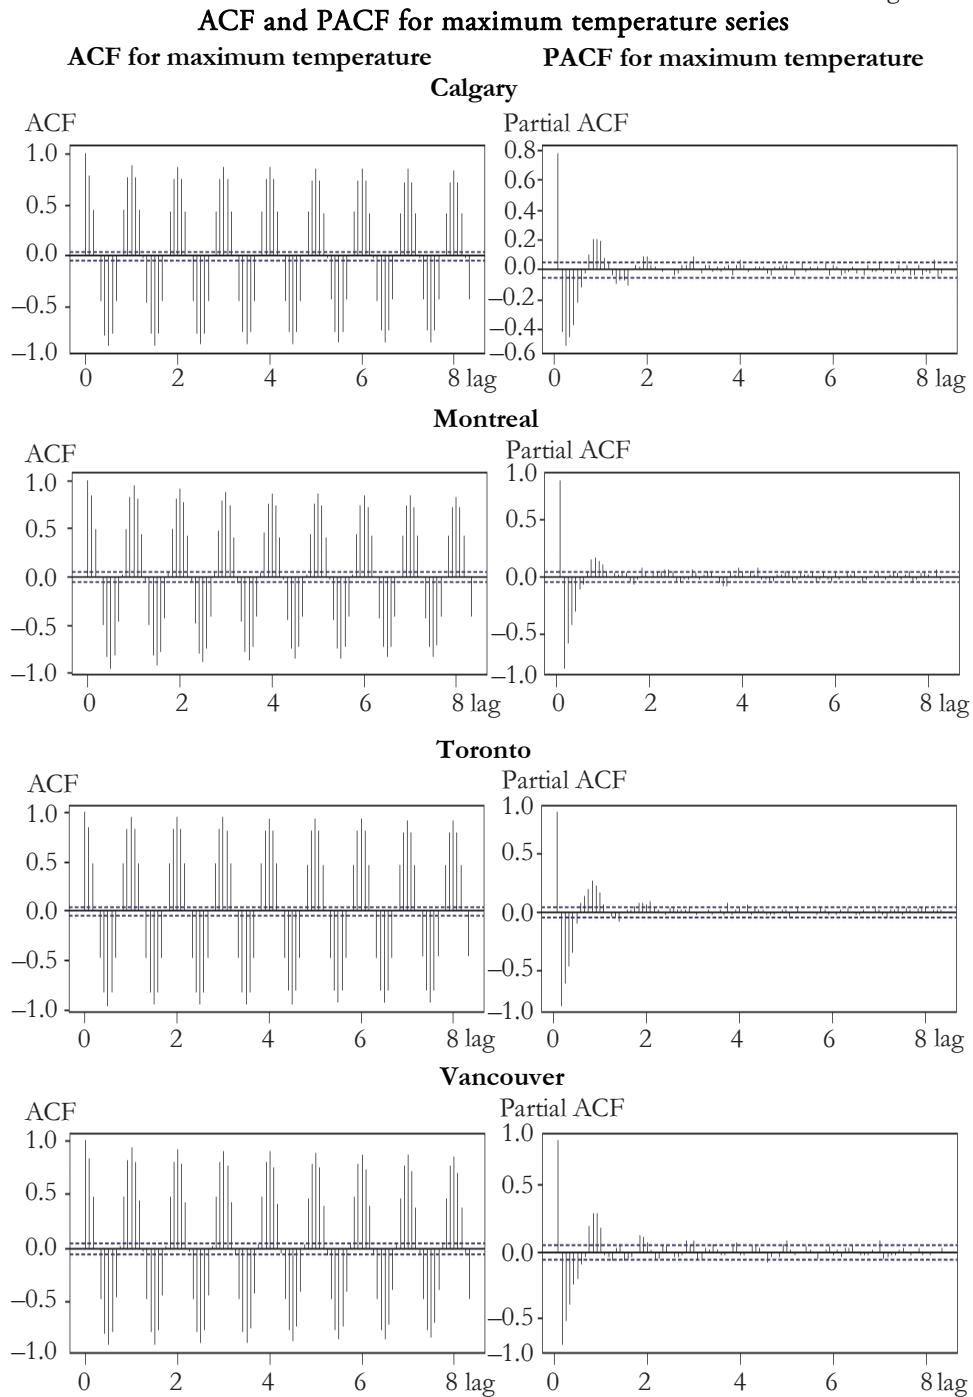 ACF and PACF for maximum temperature series
ACF for maximum temperature PACF for maximum temperature
Calgary
ACF Partial ACF
1.0 0.8
0.6
0.5 0.4
0.2
0.0 0.0
–0.2
–0.5 –0.4
–1.0 –0.6
0 2 4 6 8 lag 0 2 4 6 8 lag
Montreal
ACF Partial ACF
1.0 1.0
0.5 0.5
0.0 0.0
–0.5 –0.5
–1.0 –1.0
0 2 4 6 8 lag 0 2 4 6 8 lag
Toronto
ACF Partial ACF
1.0 1.0
0.5 0.5
0.0 0.0
–0.5 –0.5
–1.0 –1.0
0 2 4 6 8 lag 0 2 4 6 8 lag
Vancouver
ACF Partial ACF
1.0 1.0
0.5 0.5
0.0 0.0
–0.5 –0.5
–1.0 –1.0
0 2 4 6 8 lag 0 2 4 6 8 lag